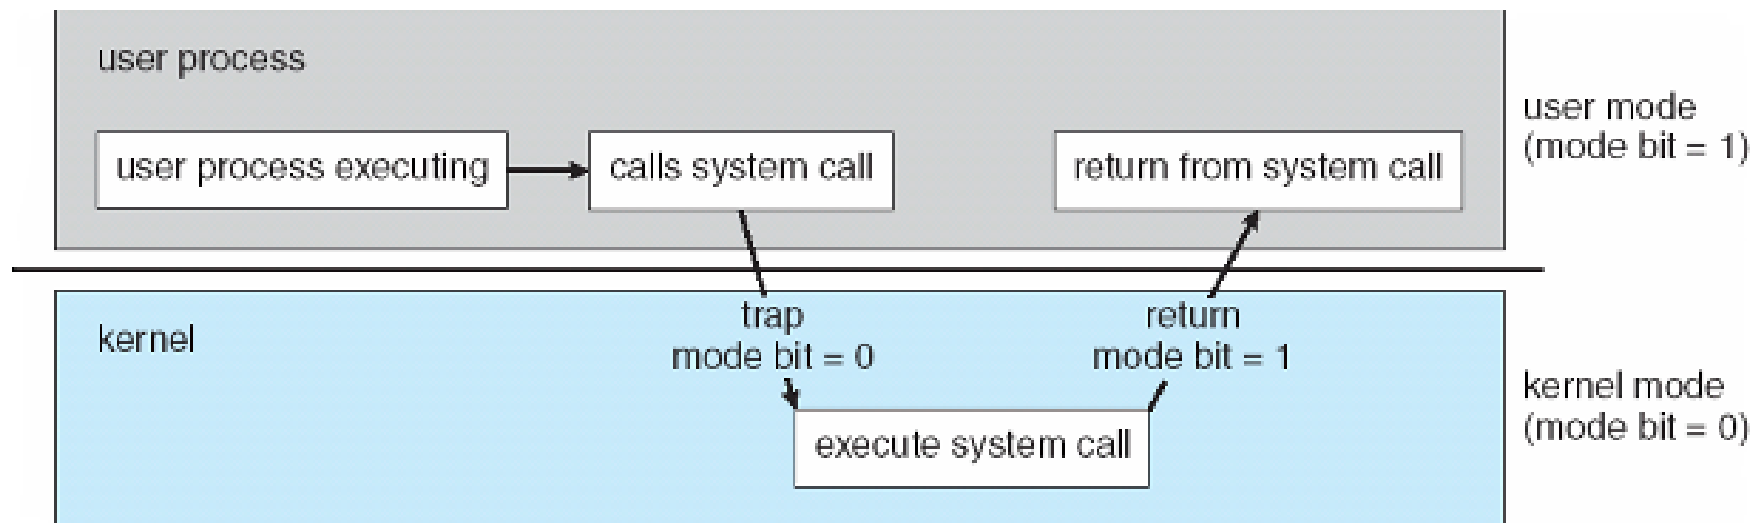 user process
user process executing
calls system call
return from system call
user mode
(mode bit = 1)
kernel
trap
mode bit = 0
return
mode bit = 1
execute system call
kernel mode
(mode bit = 0)